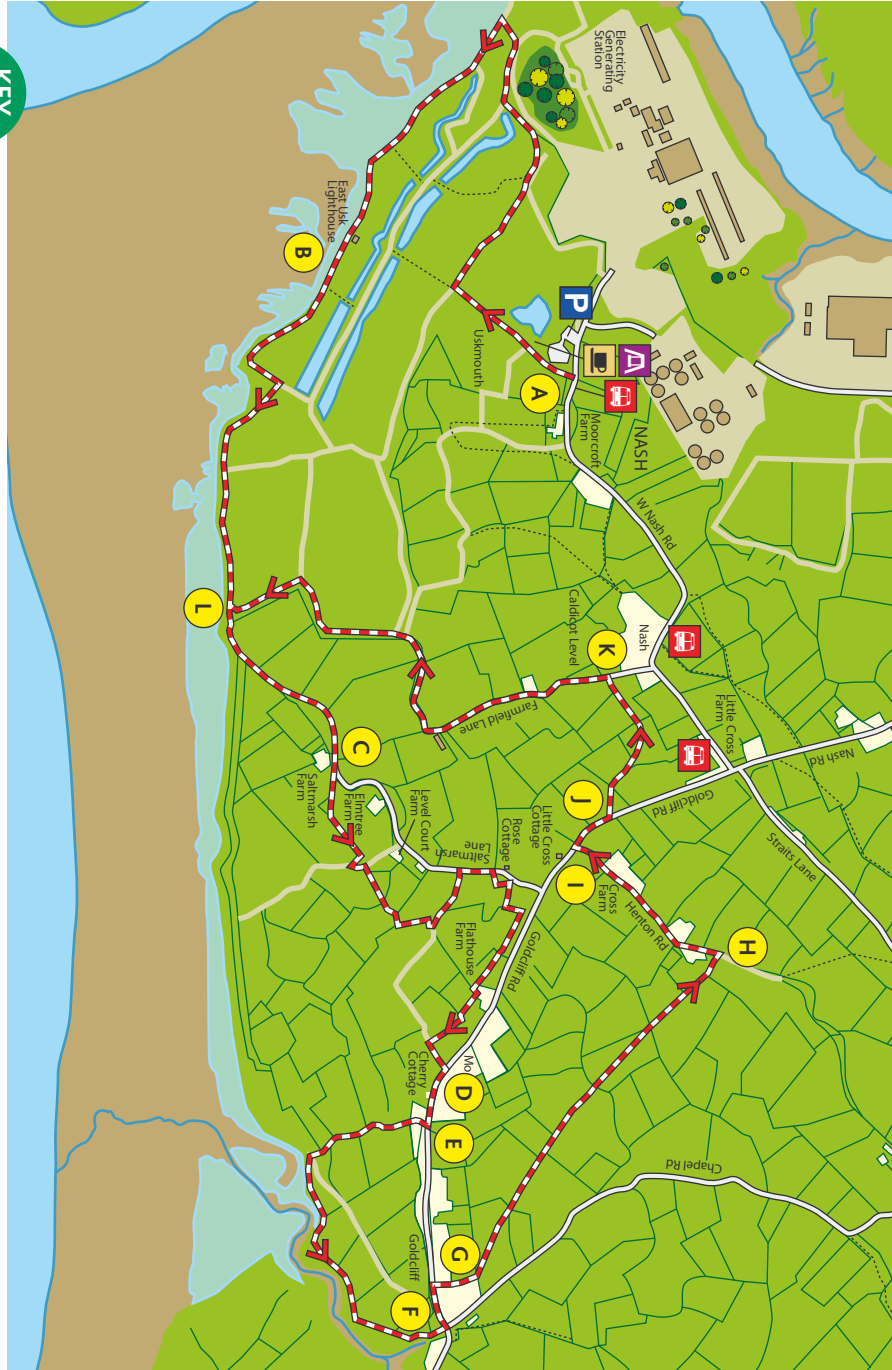 KEY
Electricity
Generating
Station
East Usk
Lighthouse
B
P
Uskmouth
A
Moorcroft
Farm
NASH
W Nash Rd
Nash
K
Caldicot Level
Farmfield Lane
L
Little Cross
Farm
Nash Rd
Goldcliff Rd
Straits Lane
J
Little Cross
Cottage
Rose
Cottage
I
Cross
Farm
Henton Rd
H
C
Saltmarsh
Farm
Elmtree
Farm
Level Court
Farm
Saltmarsh
Lane
Flathouse
Farm
Goldcliff Rd
Mo
D
Cherry
Cottage
E
Chapel Rd
G
Goldcliff
F